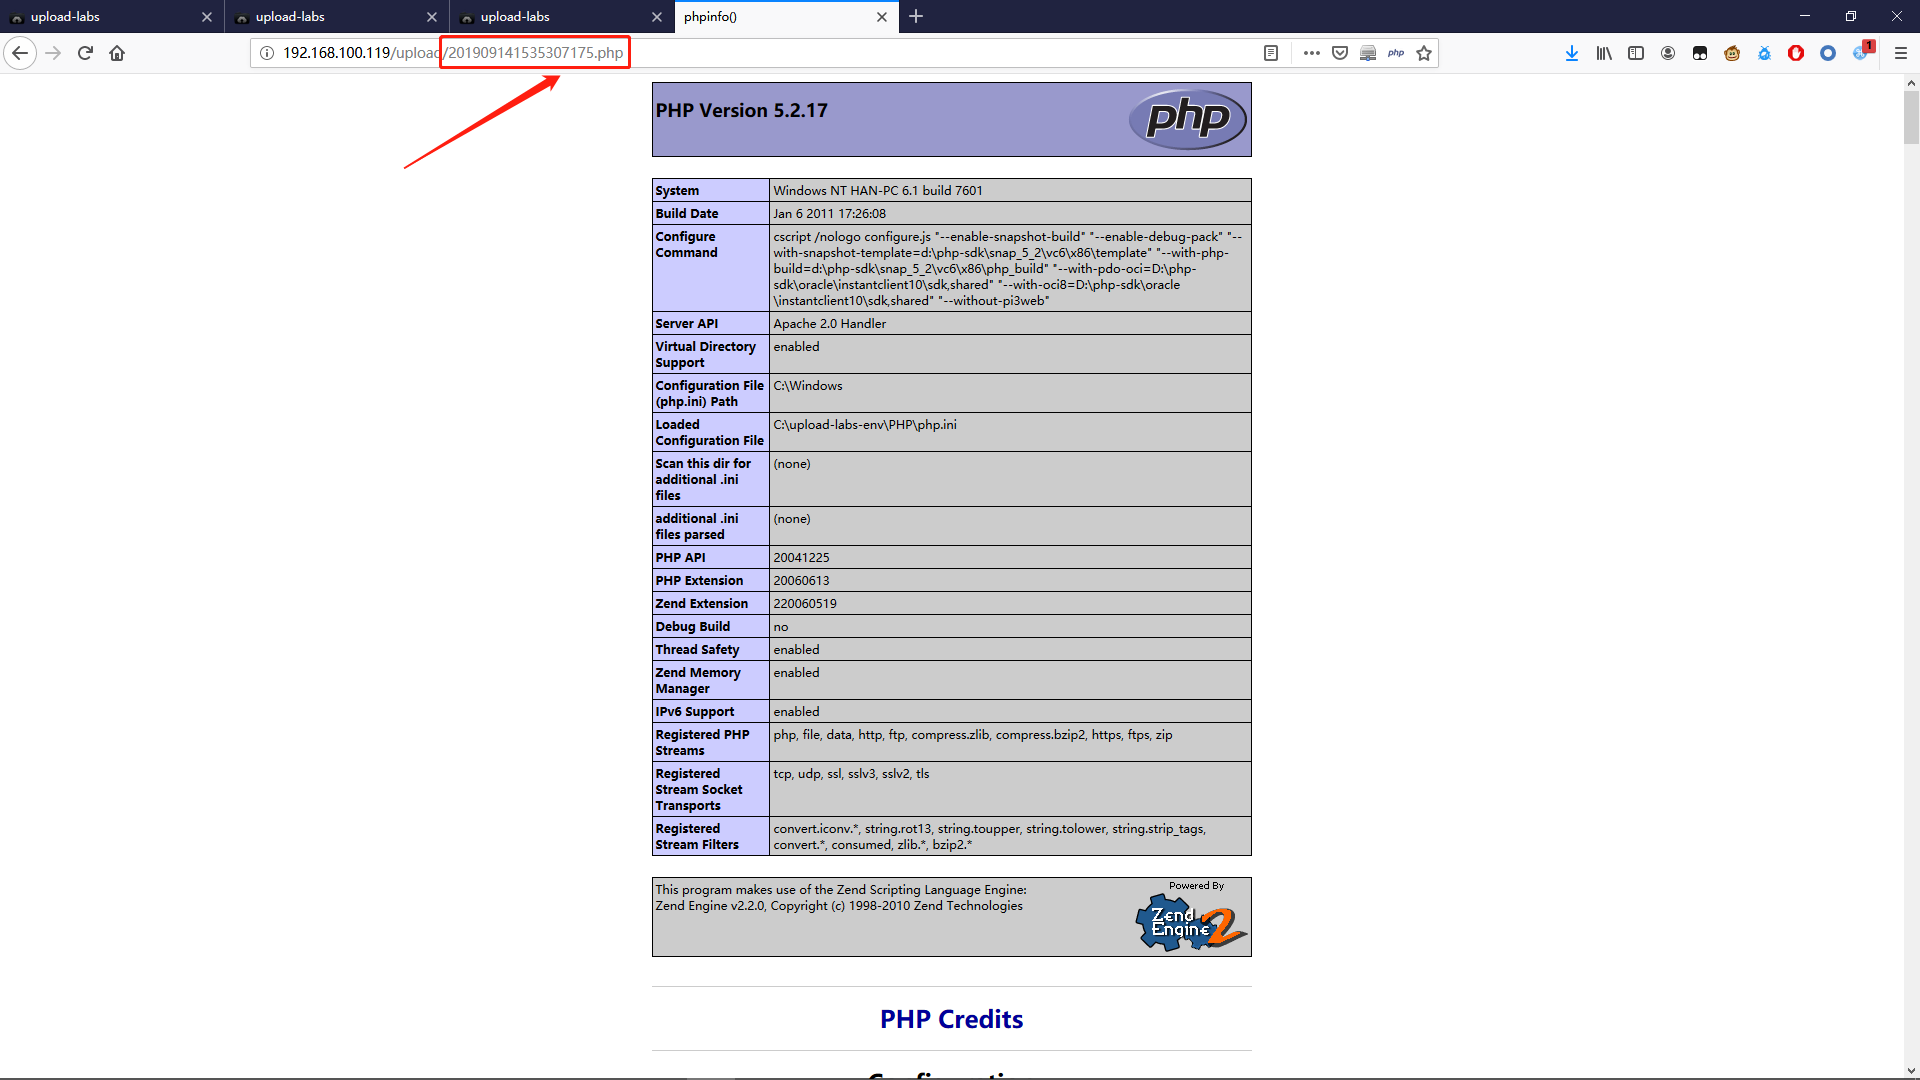 upload-labs
upload-labs
upload-labs
phpinfo()
192.168.100.119/upload/201909141535307175.php
php
1
PHP Version 5.2.17
php
System Windows NT HAN-PC 6.1 build 7601
Build Date Jan 6 2011 17:26:08
Configure Command
cscript /nologo configure.js "--enable-snapshot-build" "--enable-debug-pack" "--
with-snapshot-template=d:\php-sdk\snap_5_2\vc6\x86\template" "--with-php-
build=d:\php-sdk\snap_5_2\vc6\x86\php_build" "--with-pdo-oci=D:\php-
sdk\oracle\instantclient10\sdk,shared" "--with-oci8=D:\php-sdk\oracle
\instantclient10\sdk,shared" "--without-pi3web"
Server API Apache 2.0 Handler
Virtual Directory
Support
enabled
Configuration File
(php.ini) Path
C:\Windows
Loaded
Configuration File
C:\upload-labs-env\PHP\php.ini
Scan this dir for
additional .ini
files
(none)
additional .ini
files parsed
(none)
PHP API 20041225
PHP Extension 20060613
Zend Extension 220060519
Debug Build no
Thread Safety enabled
Zend Memory
Manager
enabled
IPv6 Support enabled
Registered PHP
Streams
php, file, data, http, ftp, compress.zlib, compress.bzip2, https, ftps, zip
Registered
Stream Socket
Transports
tcp, udp, ssl, sslv3, sslv2, tls
Registered
Stream Filters
convert.iconv.*, string.rot13, string.toupper, string.tolower, string.strip_tags,
convert.*, consumed, zlib.*, bzip2.*
This program makes use of the Zend Scripting Language Engine:
Zend Engine v2.2.0, Copyright (c) 1998-2010 Zend Technologies
Powered By
Zend
Engine 2
PHP Credits